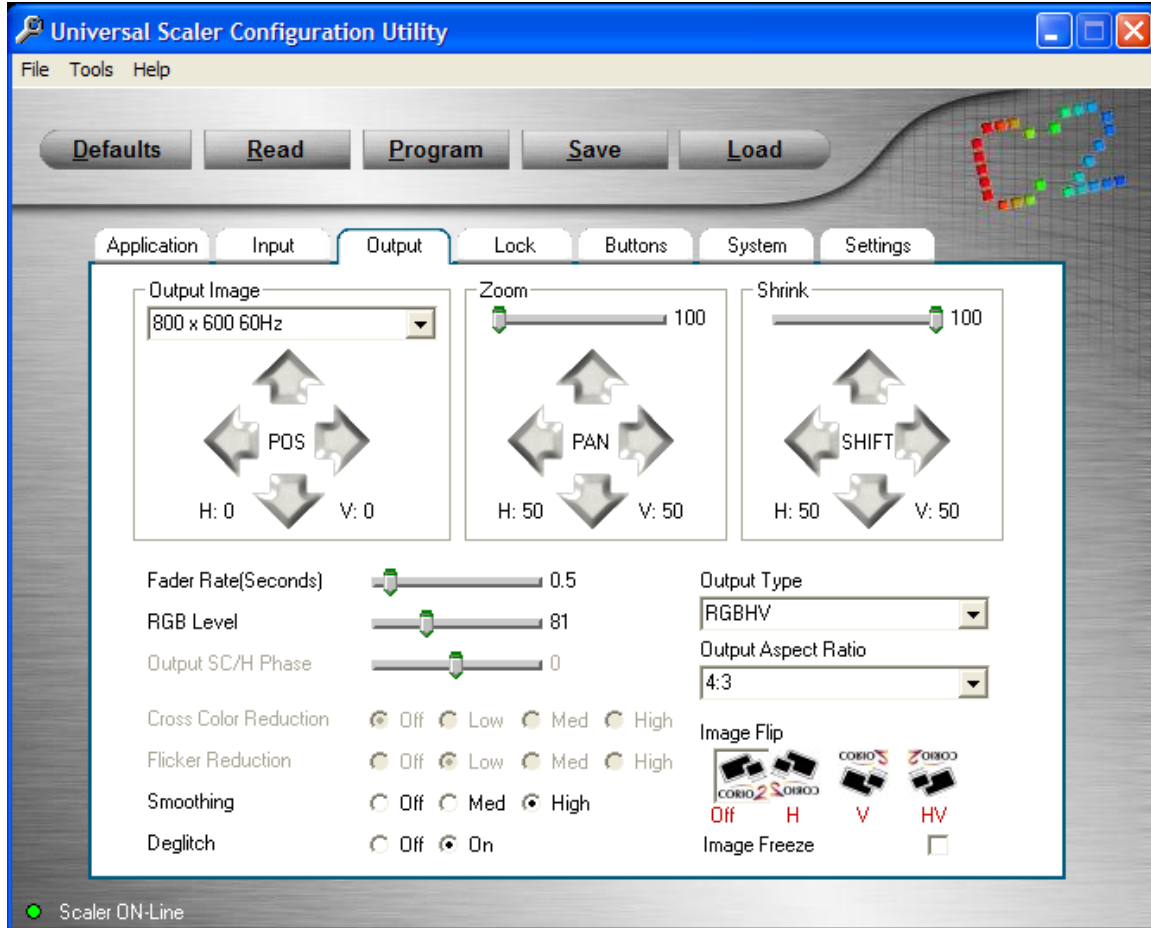 Universal Scaler Configuration Utility
File Tools Help
Defaults Read Program Save Load
Application Input Output Lock Buttons System Settings
Output Image
800 x 600 60Hz
POS
H: 0 V: 0
Zoom
100
PAN
H: 50 V: 50
Shrink
100
SHIFT
H: 50 V: 50
Fader Rate(Seconds) 0.5
RGB Level 81
Output SC/H Phase 0
Cross Color Reduction Off Low Med High
Flicker Reduction Off Low Med High
Smoothing Off Med High
Deglitch Off On
Output Type
RGBHV
Output Aspect Ratio
4:3
Image Flip
CORIO2 CORIO2 CORIO2 CORIO2
Off H V HV
Image Freeze
Scaler ON-Line
C2